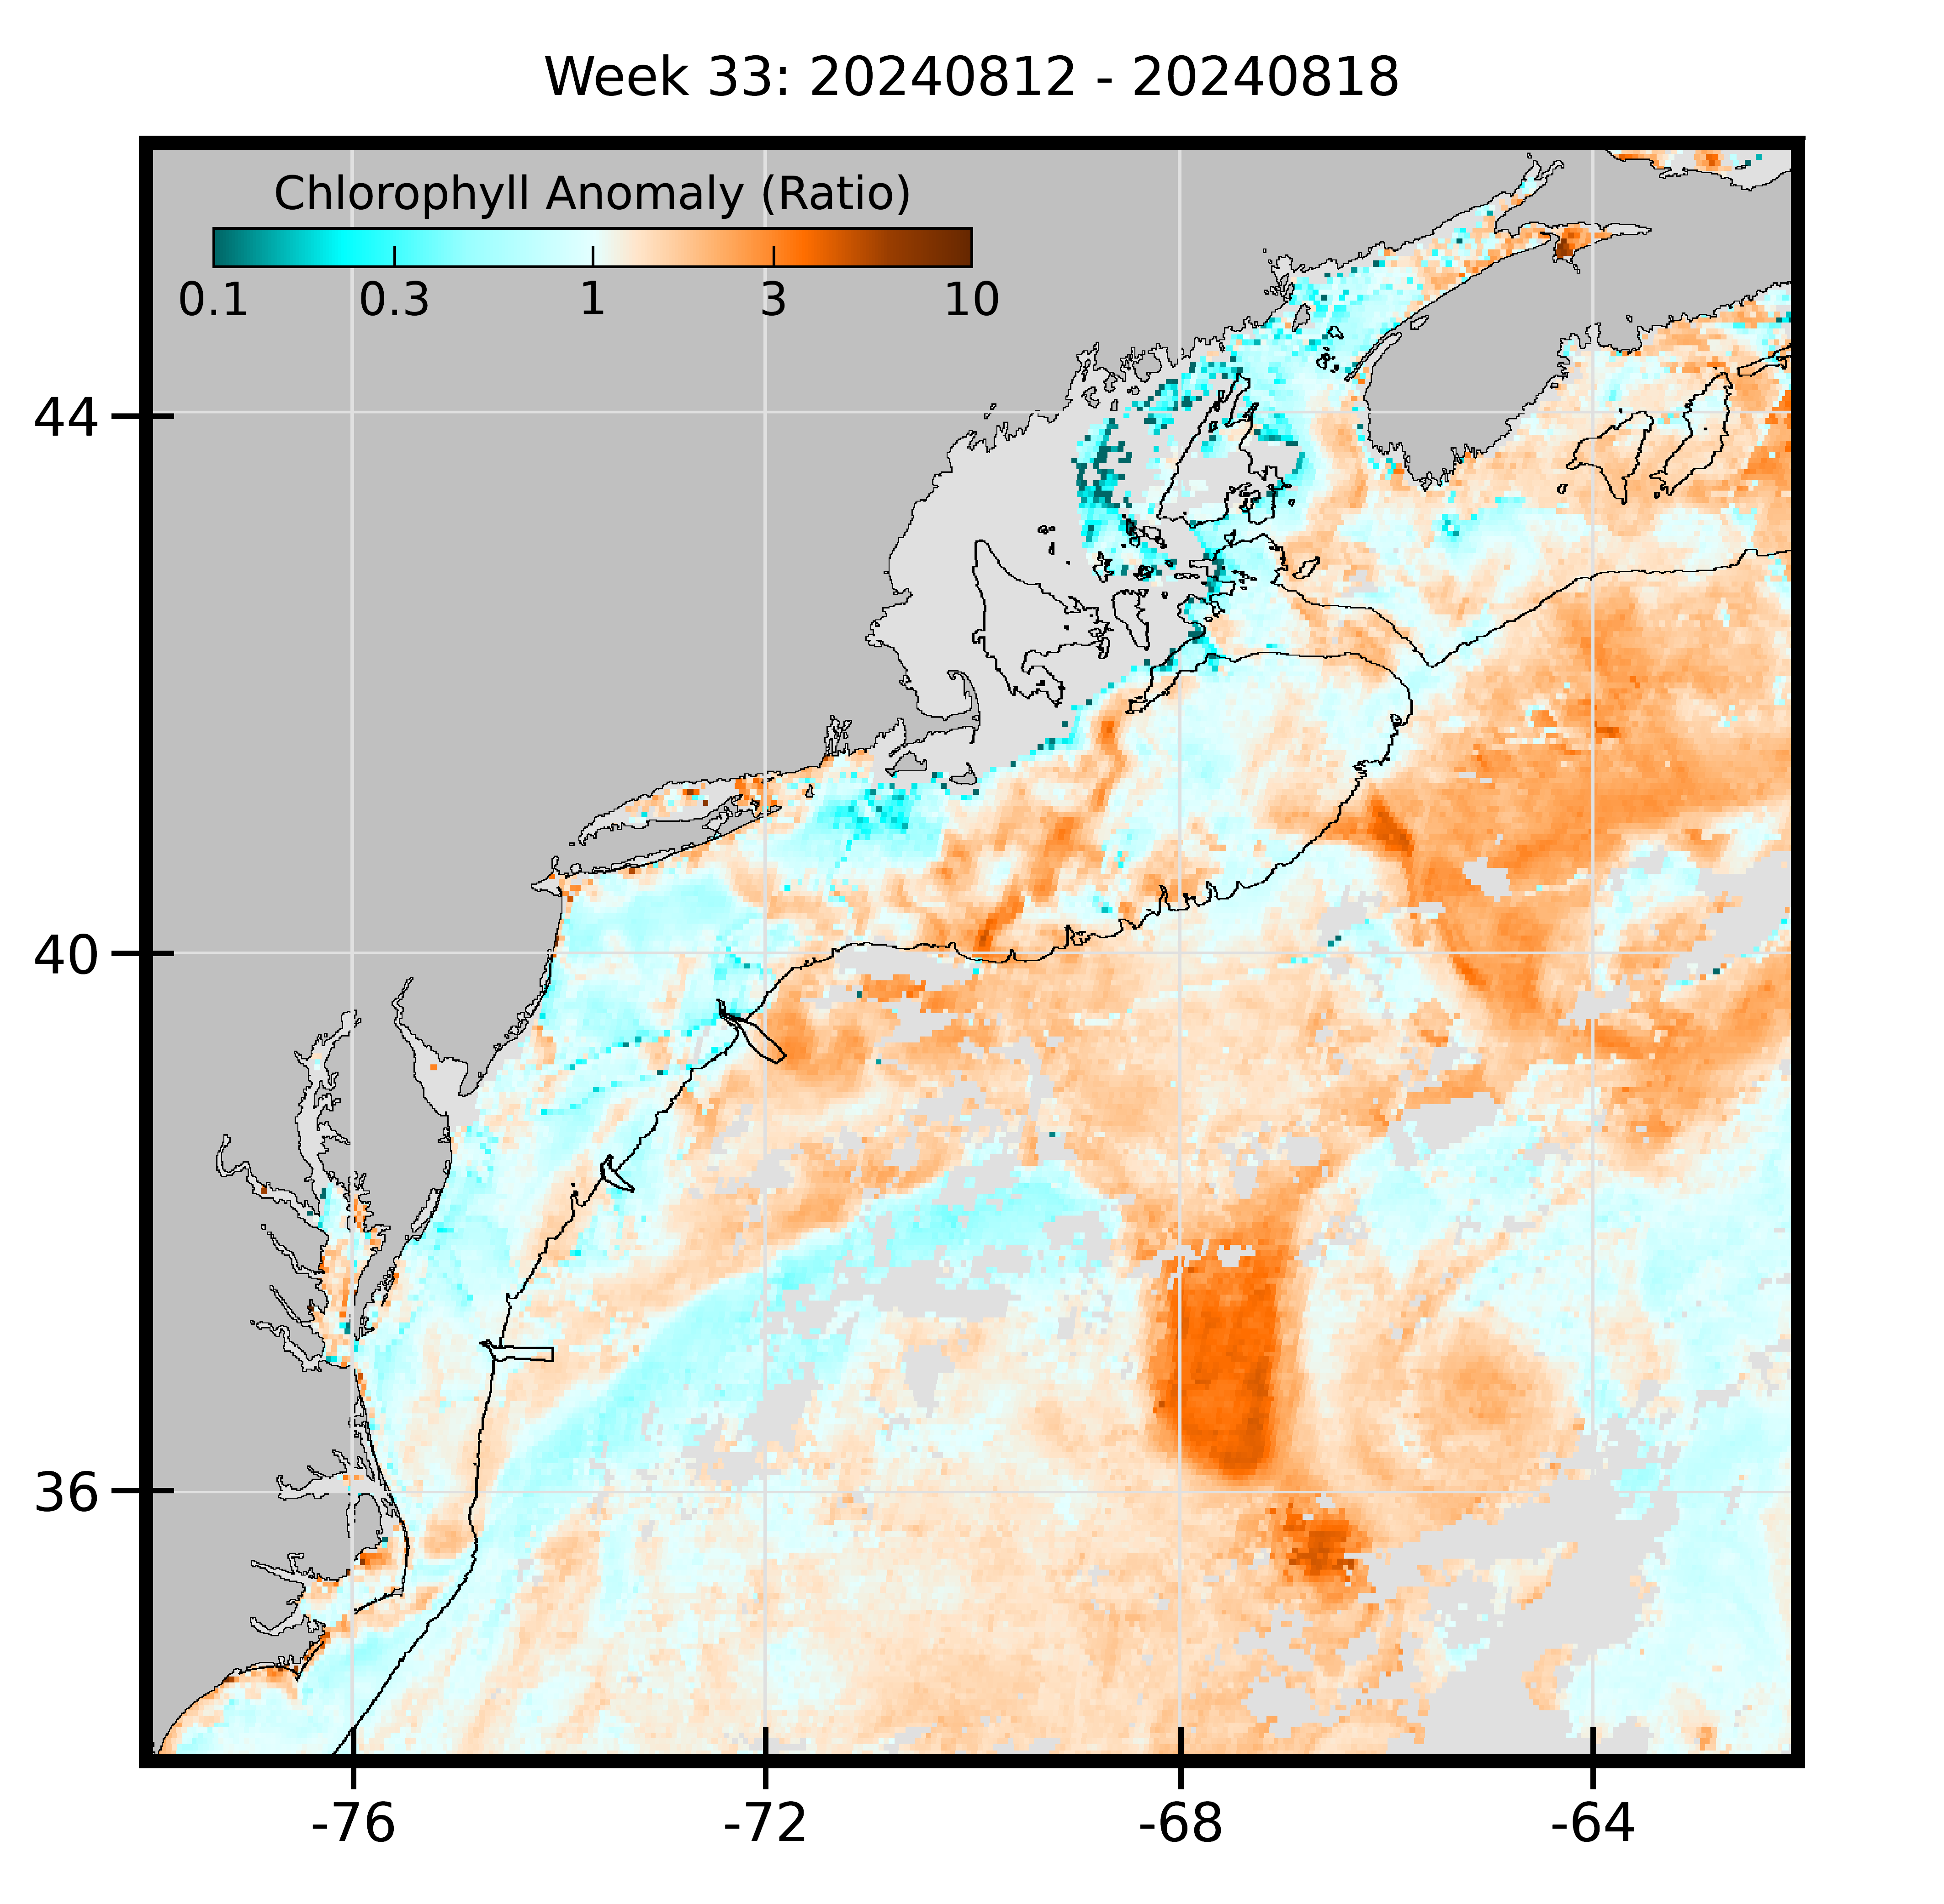 Week 33: 20240812 - 20240818
Chlorophyll Anomaly (Ratio)
0.1 0.3 1 3 10
44
40
36
-76 -72 -68 -64